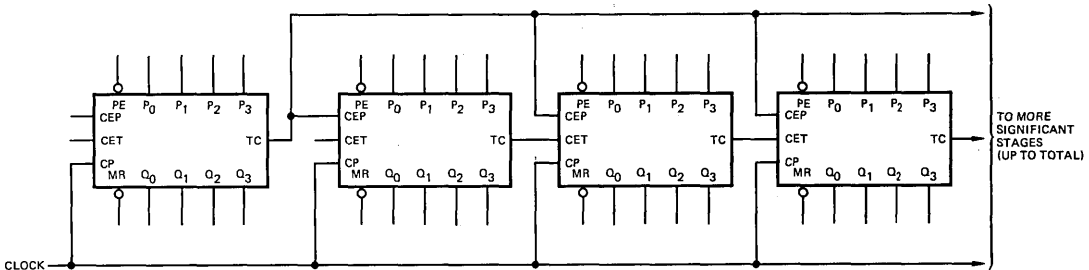 PE P0 P1 P2 P3
CEP
CET TC
CP
MR Q0 Q1 Q2 Q3
PE P0 P1 P2 P3
CEP
CET TC
CP
MR Q0 Q1 Q2 Q3
PE P0 P1 P2 P3
CEP
CET TC
CP
MR Q0 Q1 Q2 Q3
PE P0 P1 P2 P3
CEP
CET TC
CP
MR Q0 Q1 Q2 Q3
TO MORE
SIGNIFICANT
STAGES
(UP TO TOTAL)
CLOCK